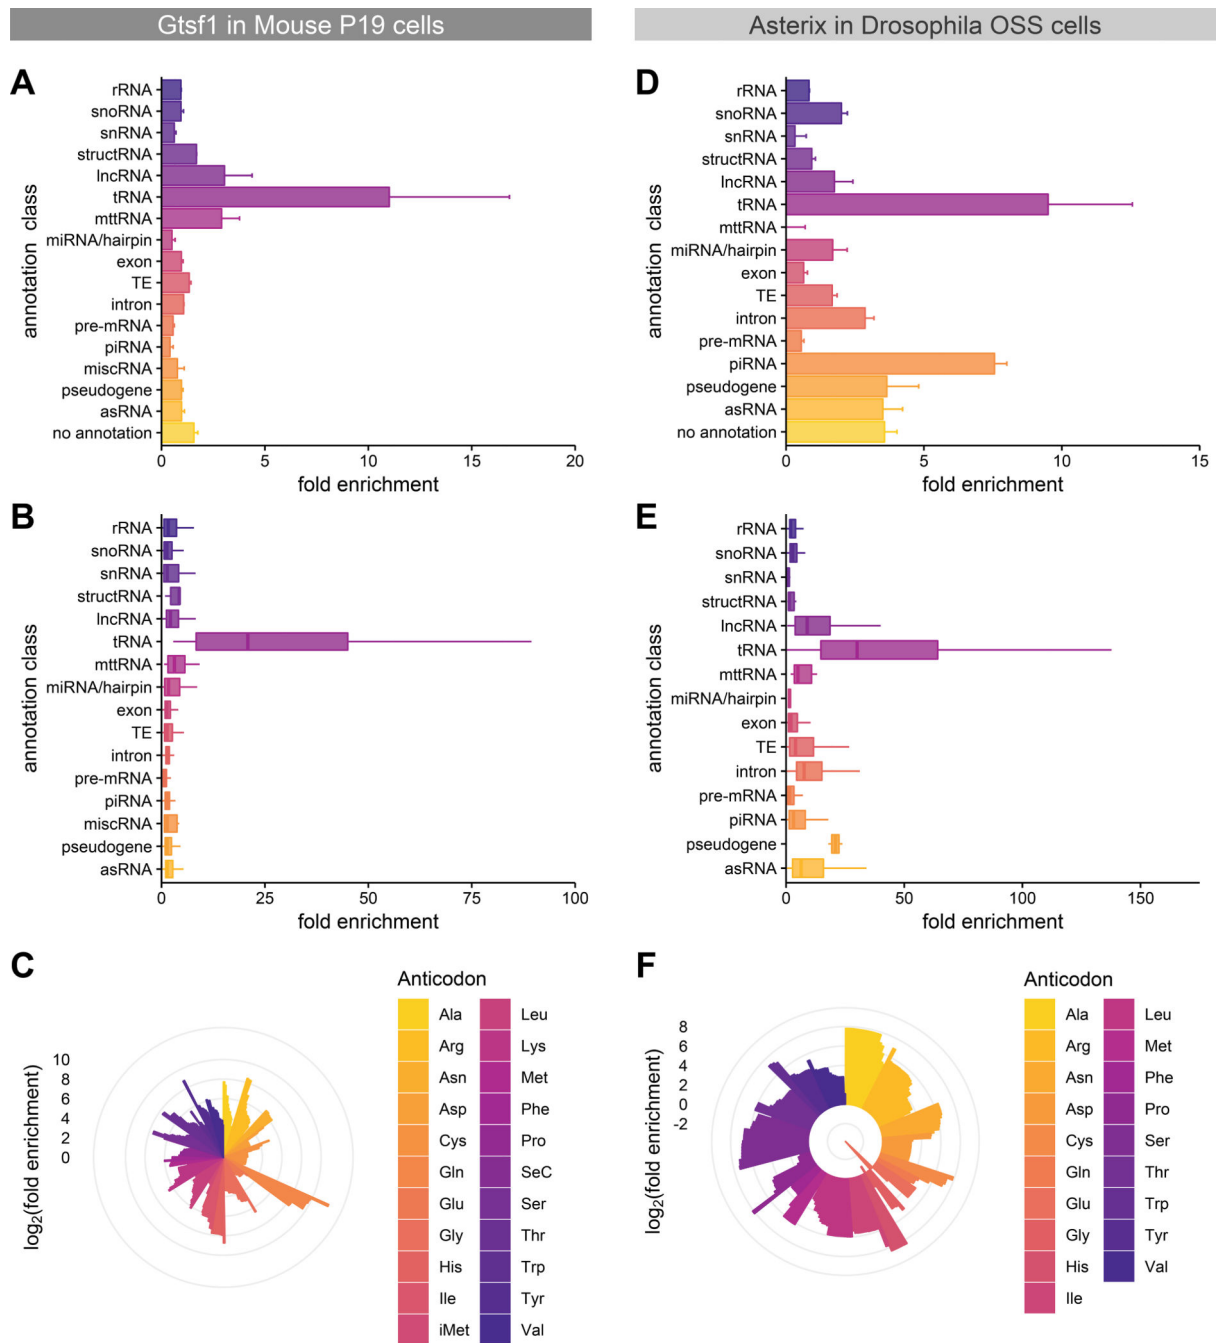 Gtsf1 in Mouse P19 cells
Asterix in Drosophila OSS cells
A
annotation class
rRNA
snoRNA
snRNA
structRNA
lncRNA
tRNA
mttRNA
miRNA/hairpin
exon
TE
intron
pre-mRNA
piRNA
miscRNA
pseudogene
asRNA
no annotation
0 5 10 15 20
fold enrichment
D
annotation class
rRNA
snoRNA
snRNA
structRNA
lncRNA
tRNA
mttRNA
miRNA/hairpin
exon
TE
intron
pre-mRNA
piRNA
pseudogene
asRNA
no annotation
0 5 10 15
fold enrichment
B
annotation class
rRNA
snoRNA
snRNA
structRNA
lncRNA
tRNA
mttRNA
miRNA/hairpin
exon
TE
intron
pre-mRNA
piRNA
miscRNA
pseudogene
asRNA
0 25 50 75 100
fold enrichment
E
annotation class
rRNA
snoRNA
snRNA
structRNA
lncRNA
tRNA
mttRNA
miRNA/hairpin
exon
TE
intron
pre-mRNA
piRNA
pseudogene
asRNA
0 50 100 150
fold enrichment
C
log2(fold enrichment)
10
8
6
4
2
0
Anticodon
Ala Leu
Arg Lys
Asn Met
Asp Phe
Cys Pro
Gln SeC
Glu Ser
Gly Thr
His Trp
Ile Tyr
iMet Val
F
log2(fold enrichment)
8
6
4
2
0
-2
Anticodon
Ala Leu
Arg Met
Asn Phe
Asp Pro
Cys Ser
Gln Thr
Glu Trp
Gly Tyr
His Val
Ile